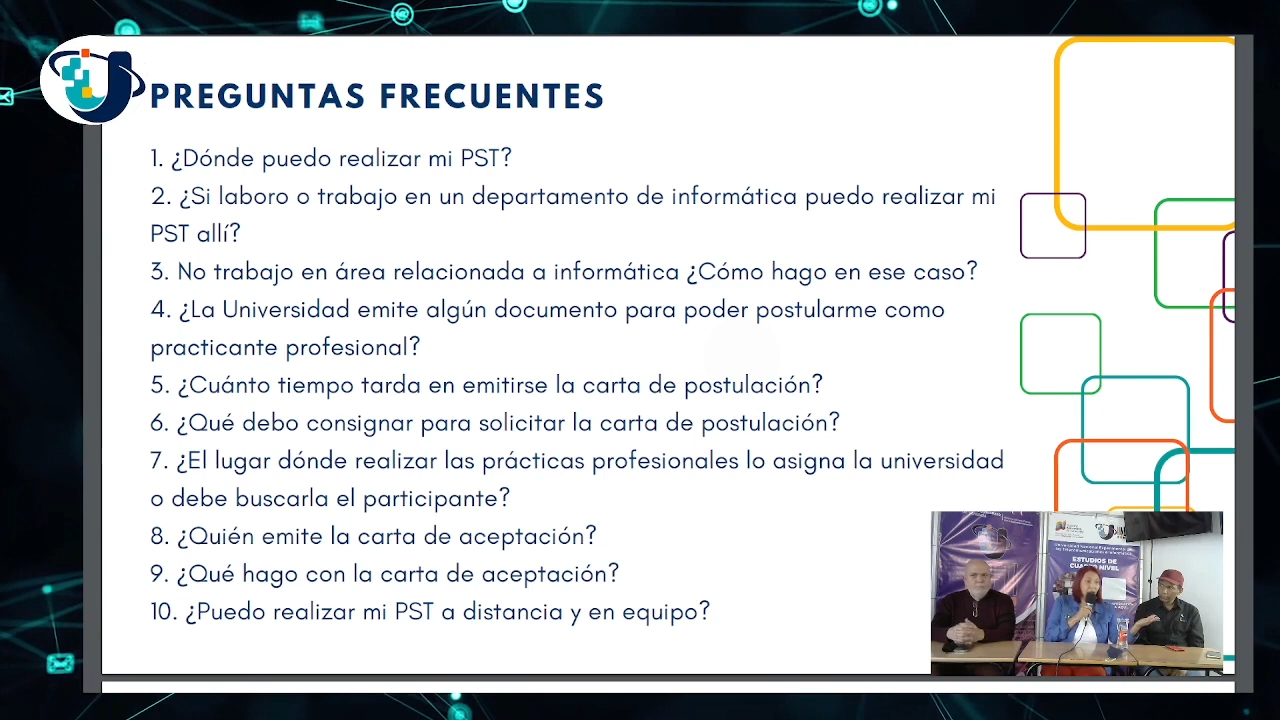 PREGUNTAS FRECUENTES
1. ¿Dónde puedo realizar mi PST?
2. ¿Si laboro o trabajo en un departamento de informática puedo realizar mi
PST allí?
3. No trabajo en área relacionada a informática ¿Cómo hago en ese caso?
4. ¿La Universidad emite algún documento para poder postularme como
practicante profesional?
5. ¿Cuánto tiempo tarda en emitirse la carta de postulación?
6. ¿Qué debo consignar para solicitar la carta de postulación?
7. ¿El lugar dónde realizar las prácticas profesionales lo asigna la universidad
o debe buscarla el participante?
8. ¿Quién emite la carta de aceptación?
9. ¿Qué hago con la carta de aceptación?
10. ¿Puedo realizar mi PST a distancia y en equipo?
ESTUDIOS DE
CUARTO NIVEL